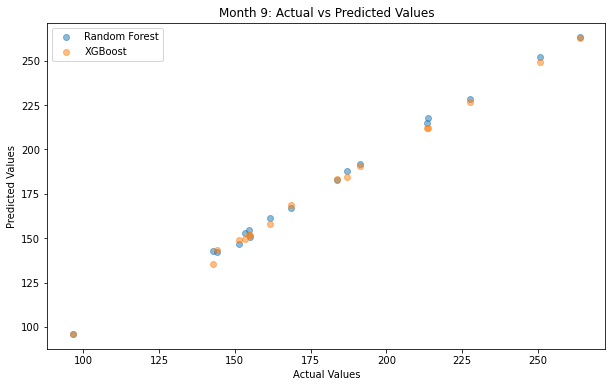 Month 9: Actual vs Predicted Values
Random Forest
XGBoost
Predicted Values
250
225
200
175
150
125
100
100
125
150
175
200
225
250
Actual Values